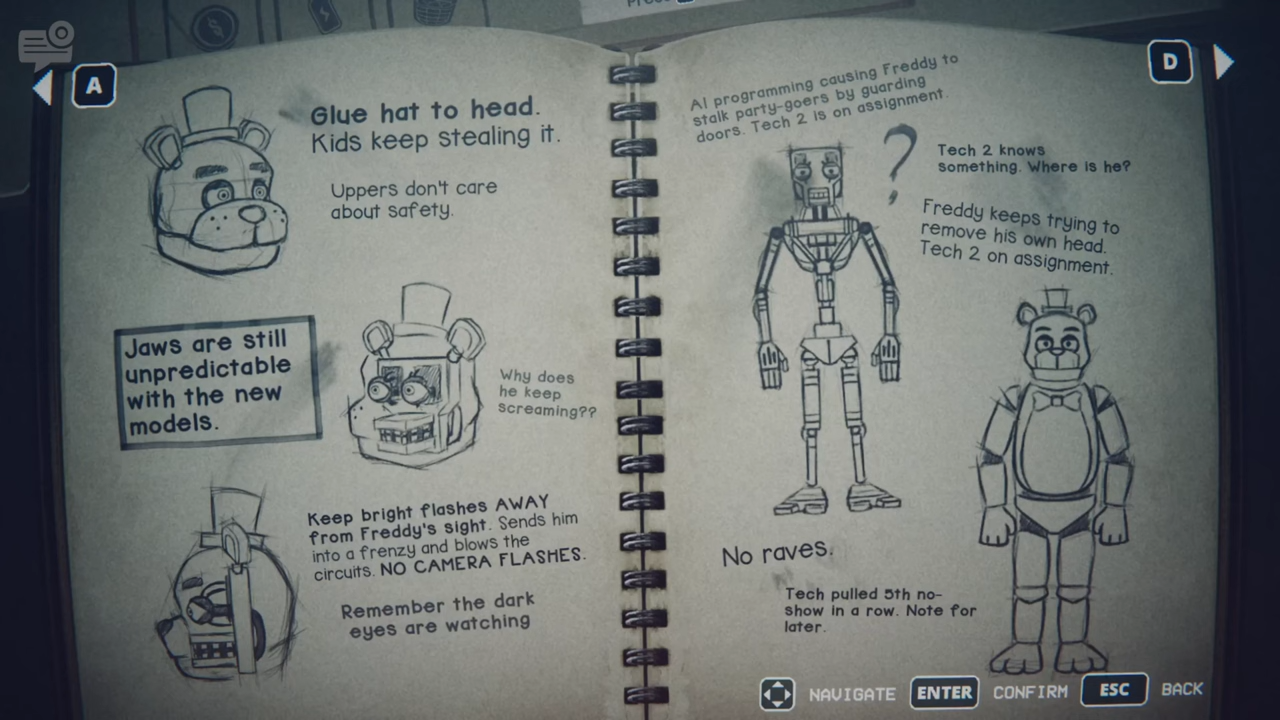 A
D
Glue hat to head.
Kids keep stealing it.
Uppers don't care
about safety.
Jaws are still
unpredictable
with the new
models.
Why does
he keep
screaming??
Keep bright flashes AWAY
from Freddy's sight. Sends him
into a frenzy and blows the
circuits. NO CAMERA FLASHES.
Remember the dark
eyes are watching
AI programming causing Freddy to
stalk party-goers by guarding
doors. Tech 2 is on assignment.
?
Tech 2 knows
something. Where is he?
Freddy keeps trying to
remove his own head.
Tech 2 on assignment.
No raves.
Tech pulled 5th no-
show in a row. Note for
later.
NAVIGATE ENTER CONFIRM ESC BACK